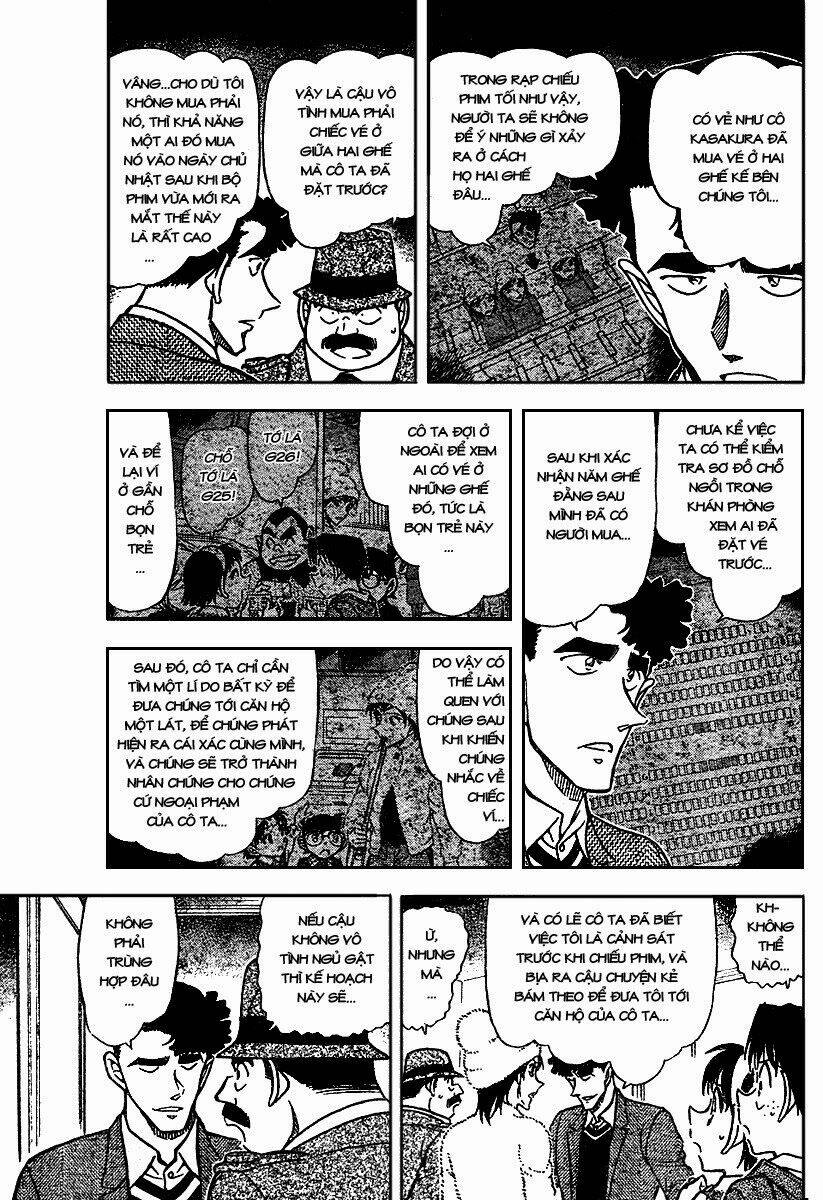 CÓ VẺ NHƯ CÔ
KASAKURA ĐÃ
MUA VÉ Ở HAI
GHẾ KẾ BÊN
CHÚNG TÔI...
TRONG RẠP CHIẾU
PHIM TỐI NHƯ VẬY,
NGƯỜI TA SẼ KHÔNG
ĐỂ Ý NHỮNG GÌ XẢY
RA Ở CÁCH
HỌ HAI GHẾ
ĐÂU...
VẬY LÀ CẬU VÔ
TÌNH MUA PHẢI
CHIẾC VÉ Ở
GIỮA HAI GHẾ
MÀ CÔ TA ĐÃ
ĐẶT TRƯỚC?
VÂNG...CHO DÙ TÔI
KHÔNG MUA PHẢI
NÓ, THÌ KHẢ NĂNG
MỘT AI ĐÓ MUA
NÓ VÀO NGÀY CHỦ
NHẬT SAU KHI BỘ
PHIM VỪA MỚI RA
MẮT THẾ NÀY
LÀ RẤT CAO
...
CHƯA KỂ VIỆC
TA CÓ THỂ KIỂM
TRA SƠ ĐỒ CHỖ
NGỒI TRONG
KHÁN PHÒNG
XEM AI ĐÃ
ĐẶT VÉ
TRƯỚC...
SAU KHI XÁC
NHẬN NĂM GHẾ
ĐẰNG SAU
MÌNH ĐÃ CÓ
NGƯỜI MUA...
CÔ TA ĐỢI Ở
NGOÀI ĐỂ XEM
AI CÓ VÉ Ở
NHỮNG GHẾ
ĐÓ, TỨC LÀ
BỌN TRẺ NÀY
...
TỚ LÀ
G26!
CHỖ
TỚ LÀ
G25!
VÀ ĐỂ
LẠI VÍ
Ở GẦN
CHỖ
BỌN
TRẺ
...
DO VẬY CÓ
THỂ LÀM
QUEN VỚI
CHÚNG SAU
KHI KHIẾN
CHÚNG
NHẮC VỀ
CHIẾC
VÍ...
SAU ĐÓ, CÔ TA CHỈ CẦN
TÌM MỘT LÍ DO BẤT KỲ ĐỂ
ĐƯA CHÚNG TỚI CĂN HỘ
MỘT LÁT, ĐỂ CHÚNG PHÁT
HIỆN RA CÁI XÁC CÙNG MÌNH,
VÀ CHÚNG SẼ TRỞ THÀNH
NHÂN CHỨNG CHO CHỨNG
CỨ NGOẠI PHẠM
CỦA CÔ TA...
KH-
KHÔNG
THỂ
NÀO...
VÀ CÓ LẼ CÔ TA ĐÃ BIẾT
VIỆC TÔI LÀ CẢNH SÁT
TRƯỚC KHI CHIẾU PHIM, VÀ
BỊA RA CÂU CHUYỆN KẺ
BÁM THEO ĐỂ ĐƯA TÔI TỚI
CĂN HỘ CỦA CÔ TA...
Ừ,
NHƯNG
MÀ
...
NẾU CẬU
KHÔNG VÔ
TÌNH NGỦ GẬT
THÌ KẾ HOẠCH
NÀY SẼ...
KHÔNG
PHẢI
TRÙNG
HỢP ĐÂU
...